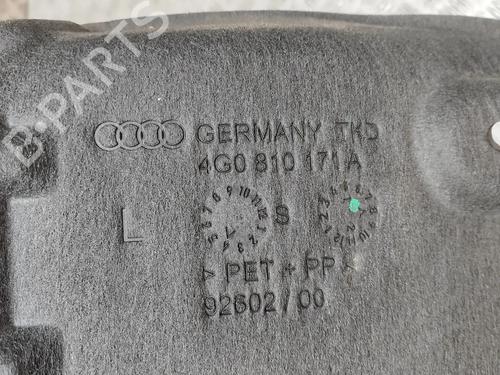 B-PARTS
GERMANY TKD
4G0 810 171 A
L S
> PET + PP <
92602 / 00